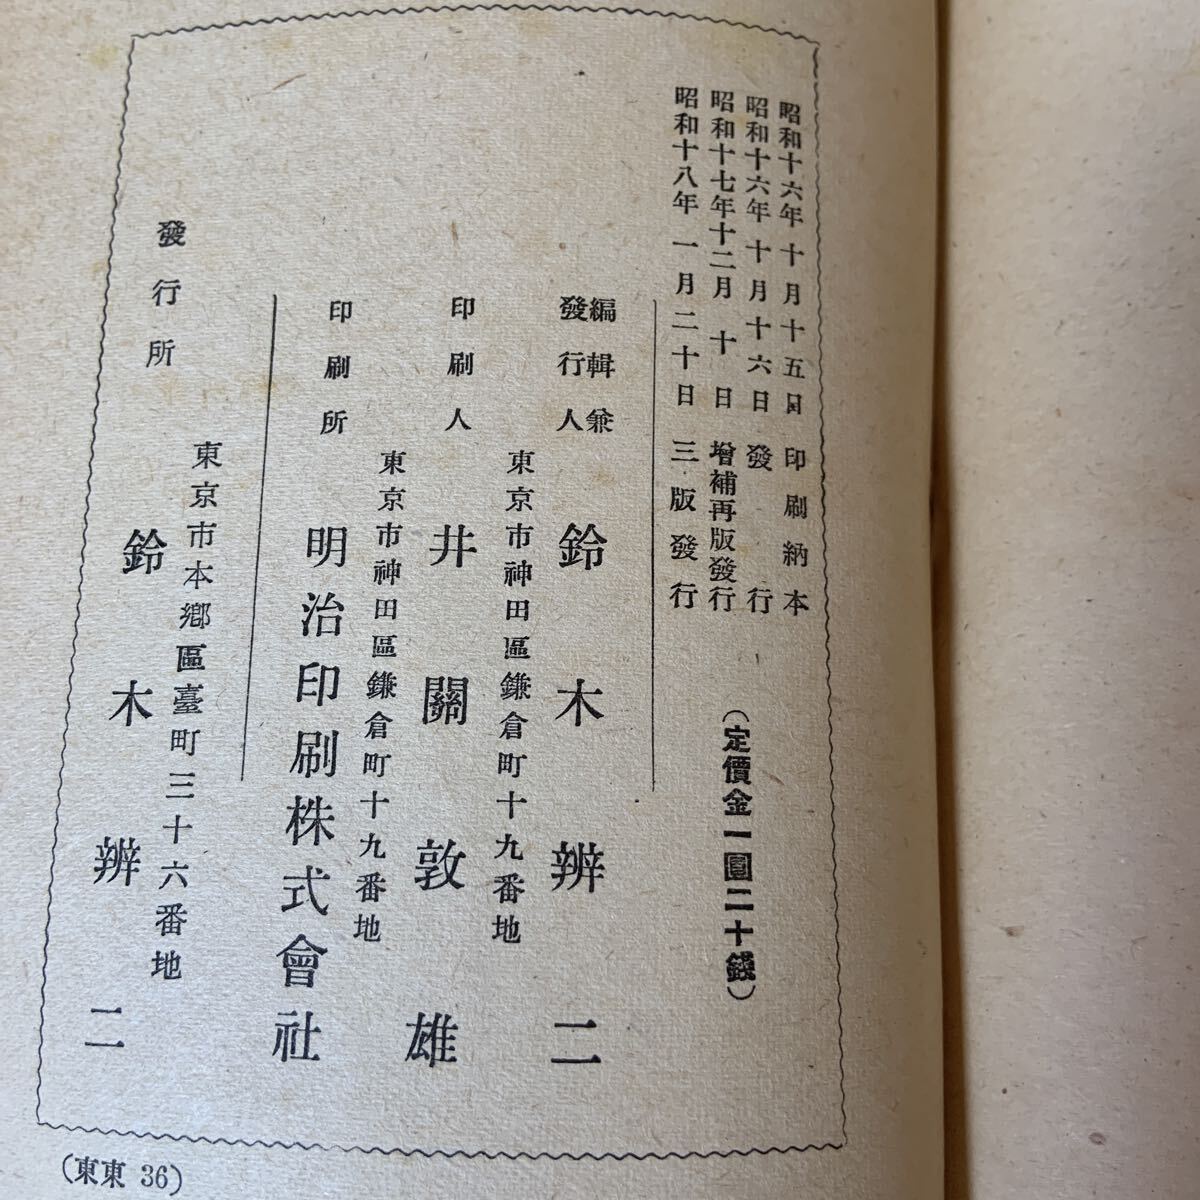 昭和十六年十月十五日印刷納本
昭和十六年十月十六日發行
昭和十七年十二月十日增補再版發行
昭和十八年一月二十日三版發行
(定價金一圓二十錢)
編輯兼
發行人
鈴木辨二
東京市神田區鎌倉町十九番地
印刷人
井關敦雄
東京市神田區鎌倉町十九番地
印刷所
明治印刷株式會社
東京市本鄕區臺町三十六番地
發行所
鈴木辨二
(東東 36)